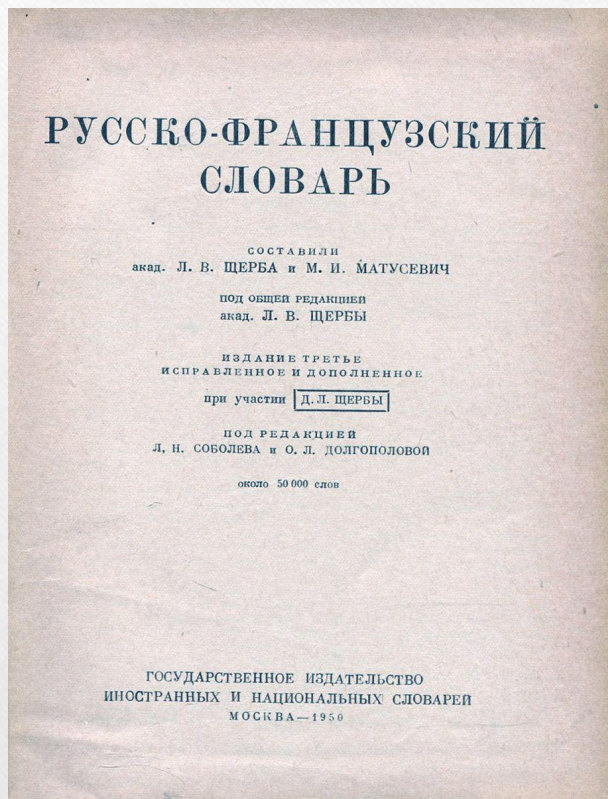 РУССКО-ФРАНЦУЗСКИЙ
СЛОВАРЬ
СОСТАВИЛИ
акад. Л. В. ЩЕРБА и М. И. МАТУСЕВИЧ
ПОД ОБЩЕЙ РЕДАКЦИЕЙ
акад. Л. В. ЩЕРБЫ
ИЗДАНИЕ ТРЕТЬЕ
ИСПРАВЛЕННОЕ И ДОПОЛНЕННОЕ
при участии Д. Л. ЩЕРБЫ
ПОД РЕДАКЦИЕЙ
Л. Н. СОБОЛЕВА и О. Л. ДОЛГОПОЛОВОЙ
около 50 000 слов
ГОСУДАРСТВЕННОЕ ИЗДАТЕЛЬСТВО
ИНОСТРАННЫХ И НАЦИОНАЛЬНЫХ СЛОВАРЕЙ
МОСКВА—1950